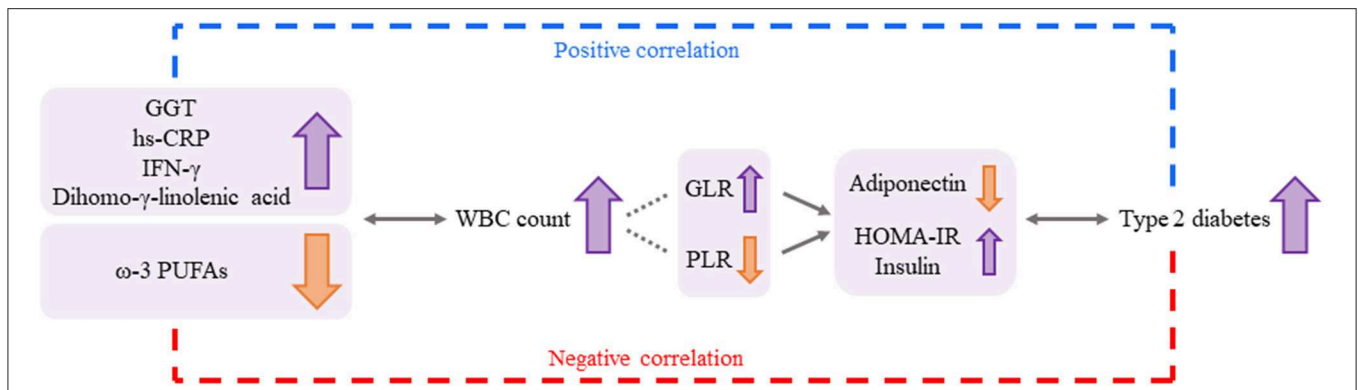 Positive correlation
GGT
hs-CRP
IFN-γ
Dihomo-γ-linolenic acid
ω-3 PUFAs
WBC count
GLR
PLR
Adiponectin
HOMA-IR
Insulin
Type 2 diabetes
Negative correlation